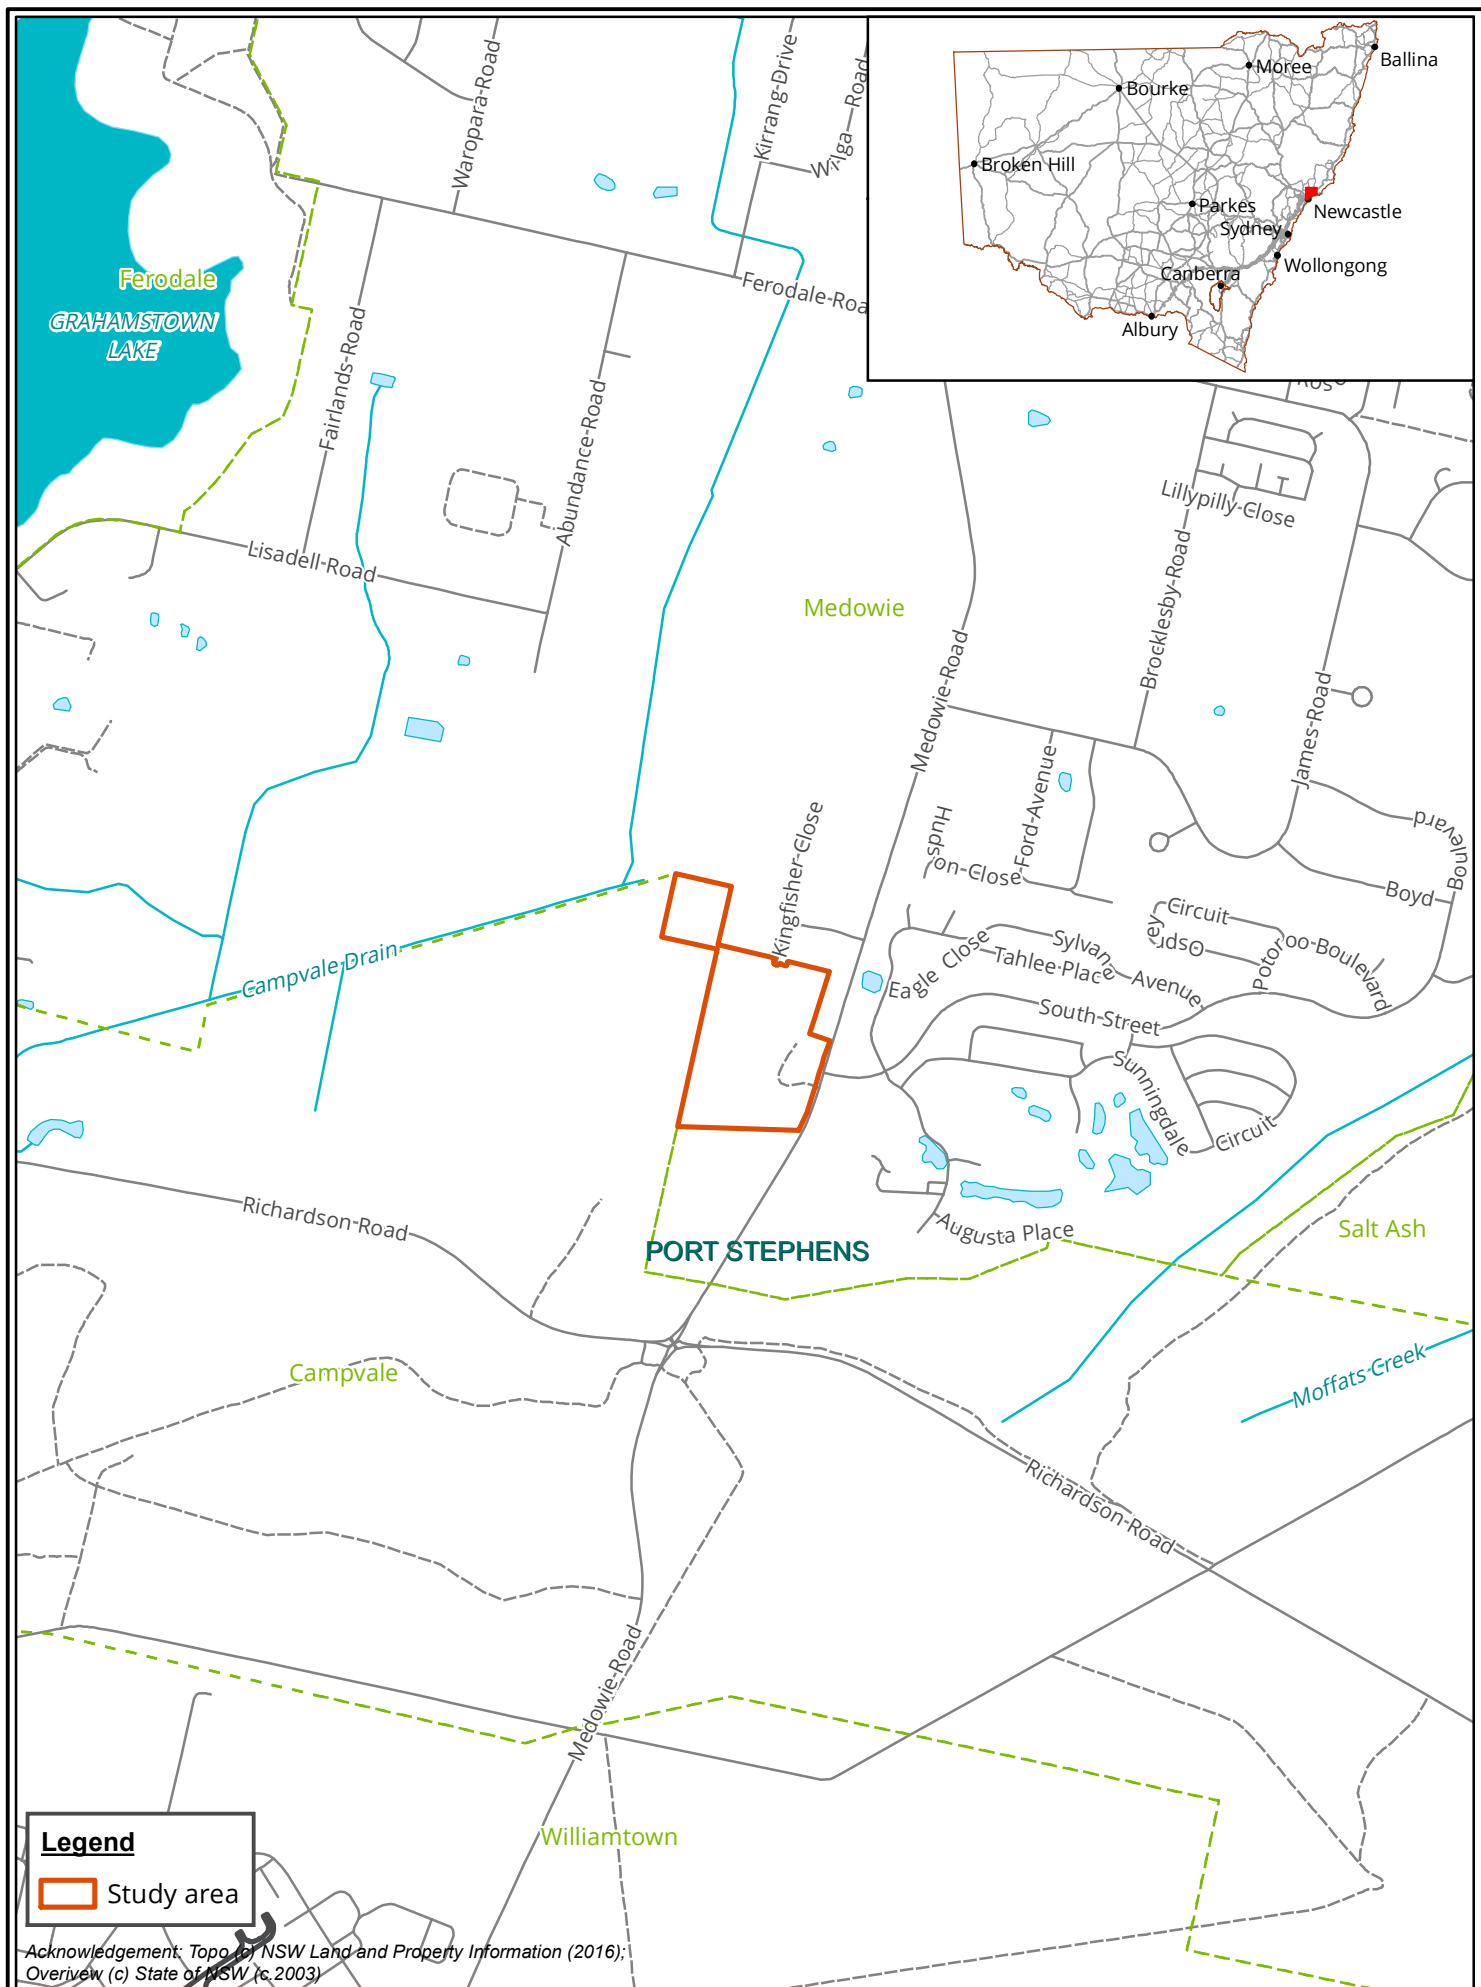 Ballina
Moree
Bourke
Broken Hill
Parkes
Newcastle
Sydney
Wollongong
Canberra
Albury
Waropara Road
Kirrang Drive
Wilga Road
Ferodale
GRAHAMSTOWN
LAKE
Ferodale Roa
Fairlands Road
Abundance Road
Lillypilly Close
Lisadell Road
Medowie
Brocklesby Road
Medowie Road
James Road
Kingfisher Close
Hudson Close
Ford Avenue
Boulevard
Boyd
Circuit
Osprey
Potoroo Boulevard
Sylvane Avenue
Tahlee Place
Eagle Close
Campvale Drain
South Street
Sunningdale
Circuit
Richardson Road
Augusta Place
Salt Ash
PORT STEPHENS
Campvale
Moffats Creek
Richardson Road
Medowie Road
Williamtown
Legend
Study area
Acknowledgement: Topo (c) NSW Land and Property Information (2016);
Overivew (c) State of NSW (c.2003)